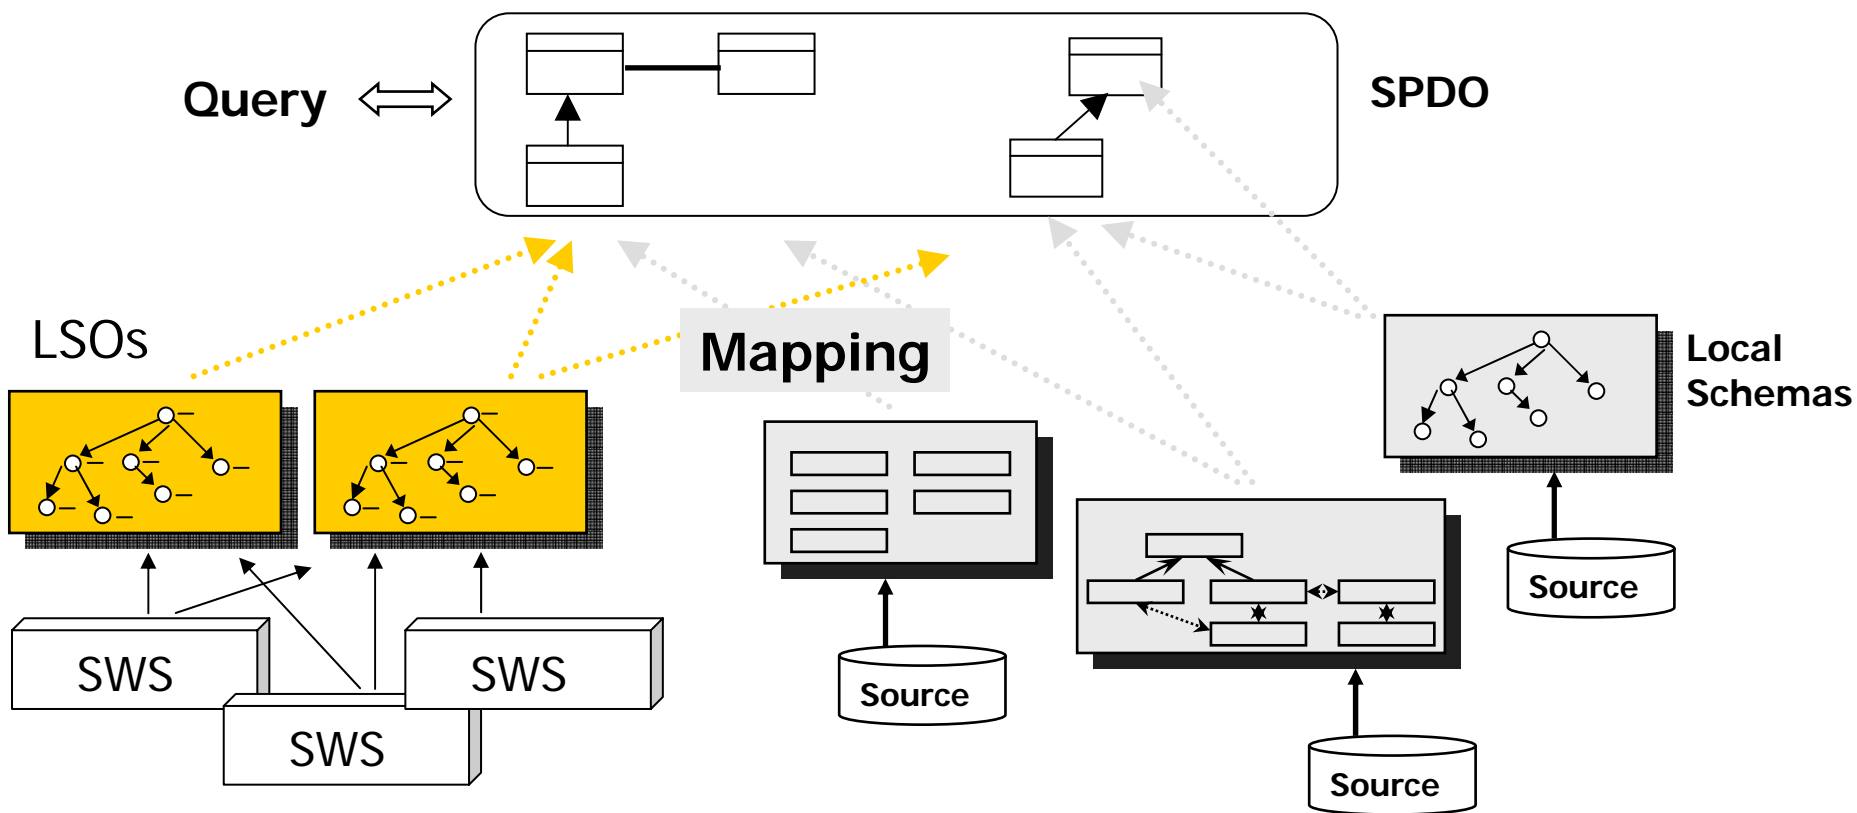 Query
SPDO
LSOs
Mapping
Local
Schemas
Source
SWS
SWS
Source
SWS
Source